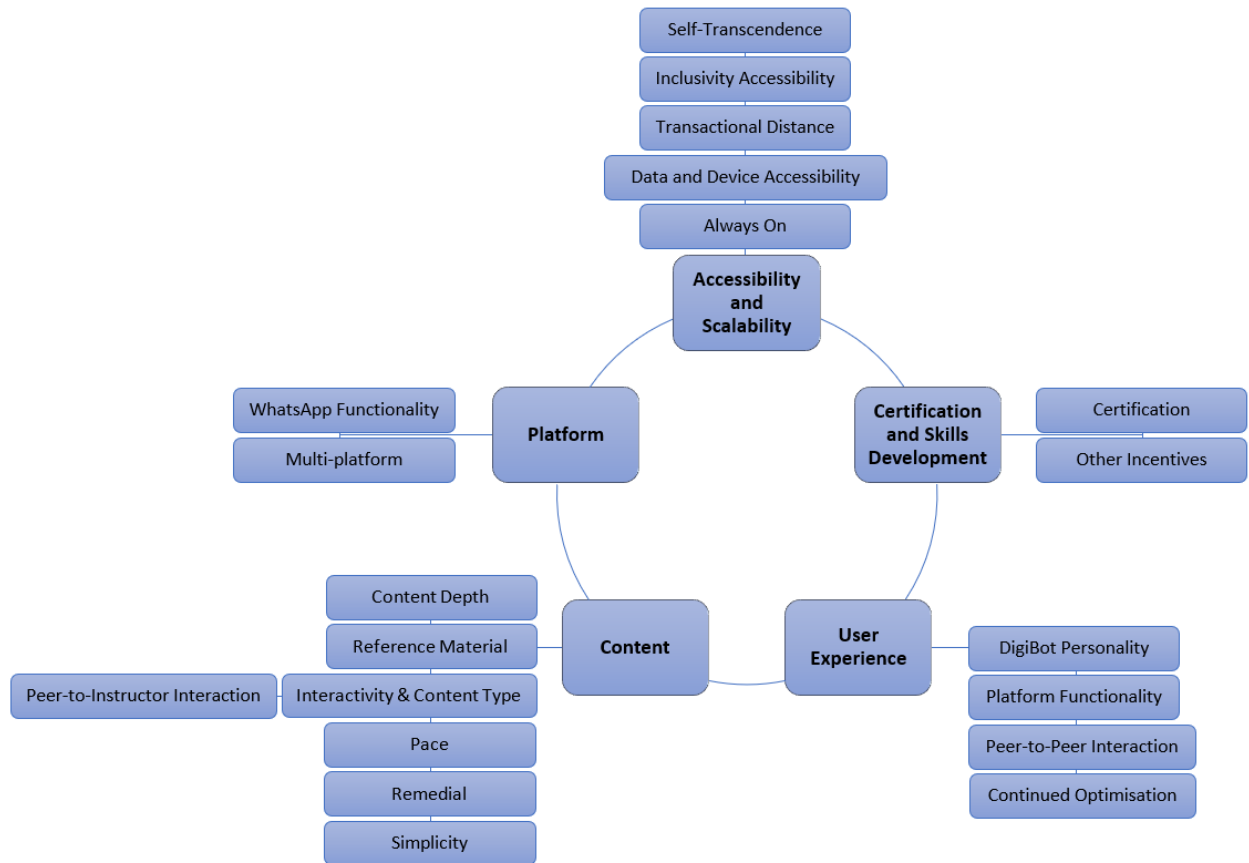 Self-Transcendence
Inclusivity Accessibility
Transactional Distance
Data and Device Accessibility
Always On
Accessibility
and
Scalability
WhatsApp Functionality
Multi-platform
Platform
Certification
and Skills
Development
Certification
Other Incentives
Content Depth
Reference Material
Peer-to-Instructor Interaction
Interactivity & Content Type
Pace
Remedial
Simplicity
Content
User
Experience
DigiBot Personality
Platform Functionality
Peer-to-Peer Interaction
Continued Optimisation